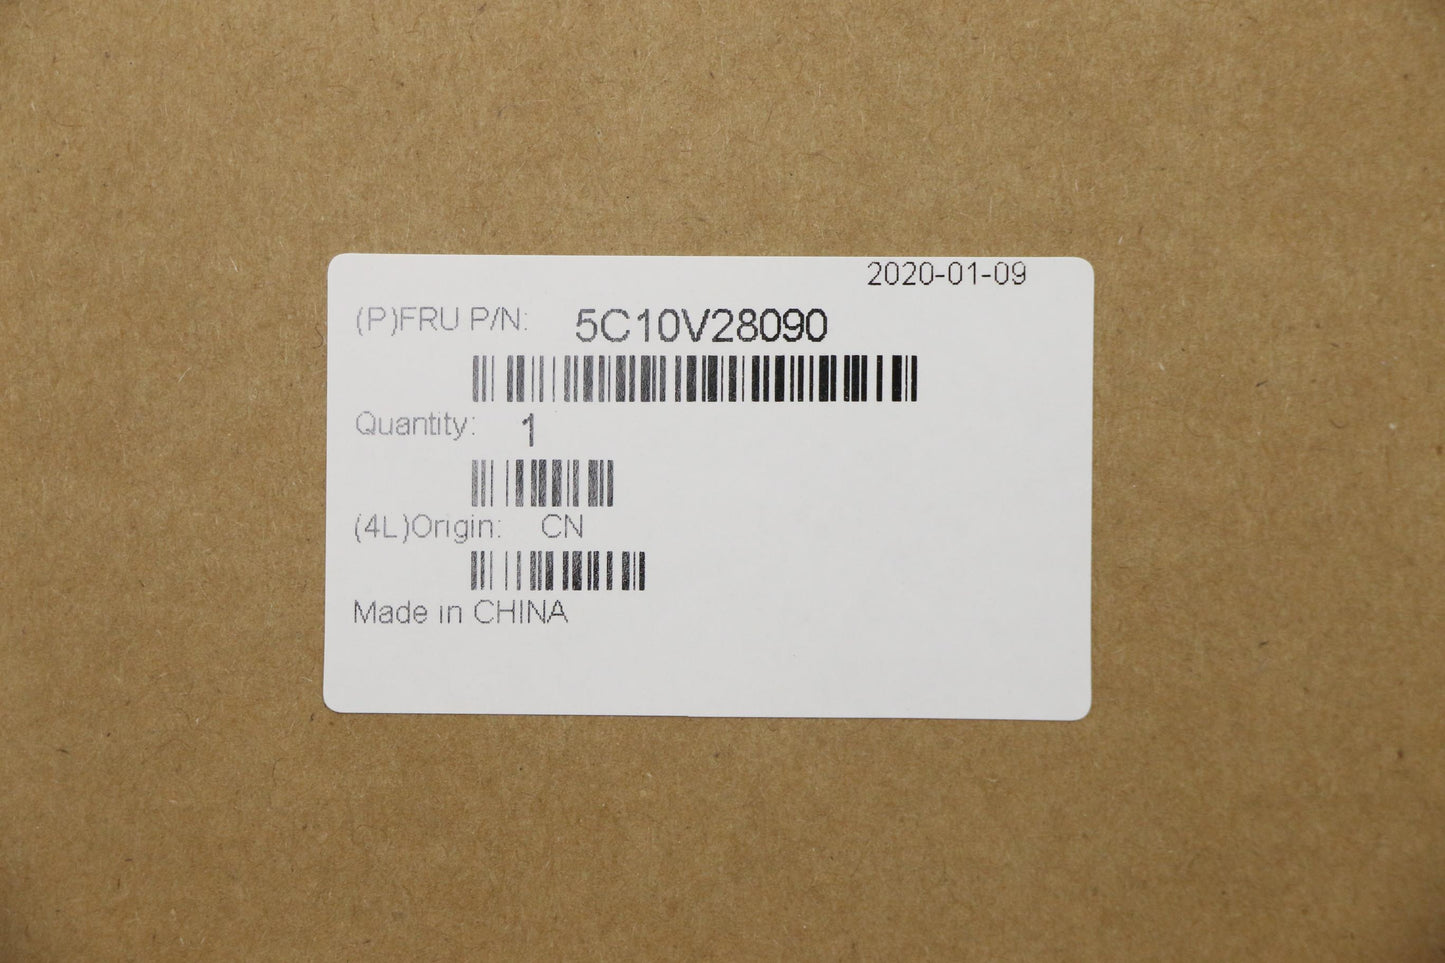 2020-01-09
(P)FRU P/N: 5C10V28090
Quantity: 1
(4L)Origin: CN
Made in CHINA